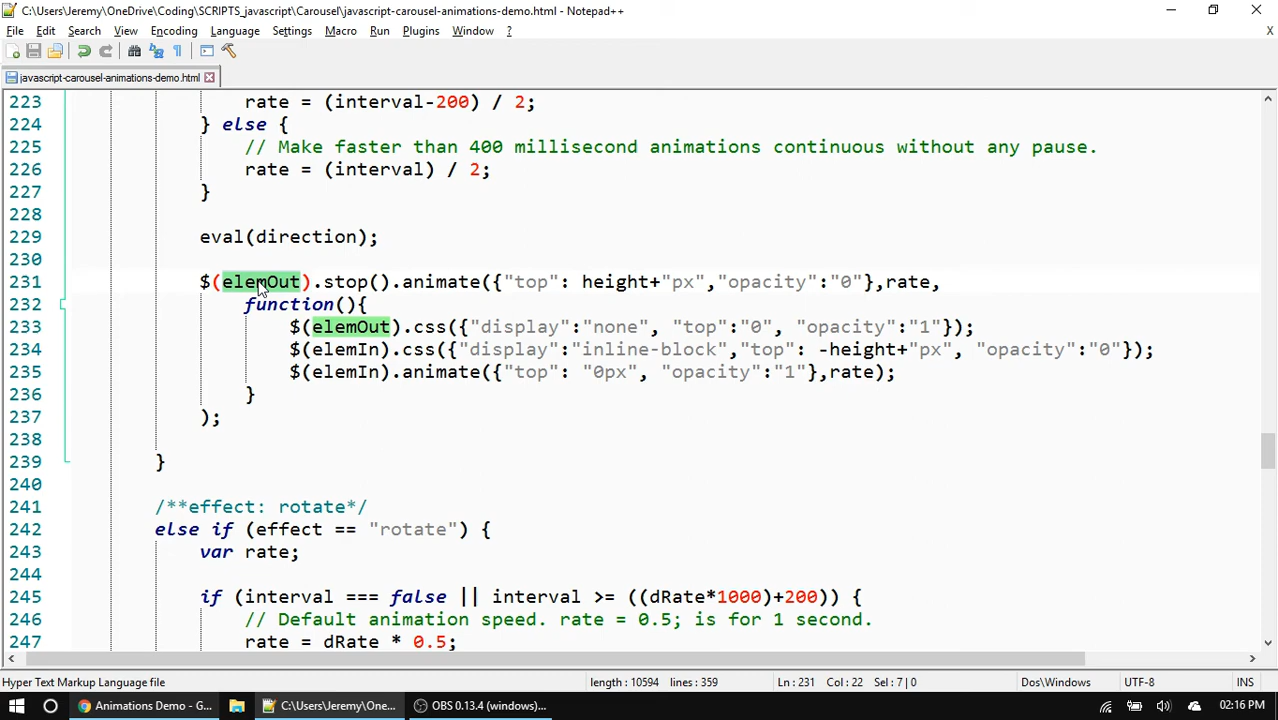 C:\Users\Jeremy\OneDrive\Coding\SCRIPTS_javascript\Carousel\javascript-carousel-animations-demo.html - Notepad++
File Edit Search View Encoding Language Settings Macro Run Plugins Window ? X
javascript-carousel-animations-demo.html
223 rate = (interval-200) / 2;
224 } else {
225 // Make faster than 400 millisecond animations continuous without any pause.
226 rate = (interval) / 2;
227 }
228
229 eval(direction);
230
231 $(elemOut).stop().animate({"top": height+"px","opacity":"0"},rate,
232 function(){
233 $(elemOut).css({"display":"none", "top":"0", "opacity":"1"});
234 $(elemIn).css({"display":"inline-block","top": -height+"px", "opacity":"0"});
235 $(elemIn).animate({"top": "0px", "opacity":"1"},rate);
236 }
237 );
238
239 }
240
241 /**effect: rotate*/
242 else if (effect == "rotate") {
243 var rate;
244
245 if (interval === false || interval >= ((dRate*1000)+200)) {
246 // Default animation speed. rate = 0.5; is for 1 second.
247 rate = dRate * 0.5;
Hyper Text Markup Language file length : 10594 lines : 359 Ln : 231 Col : 22 Sel : 7 | 0 Dos\Windows UTF-8 INS
Animations Demo - G... C:\Users\Jeremy\One... OBS 0.13.4 (windows)... 02:16 PM